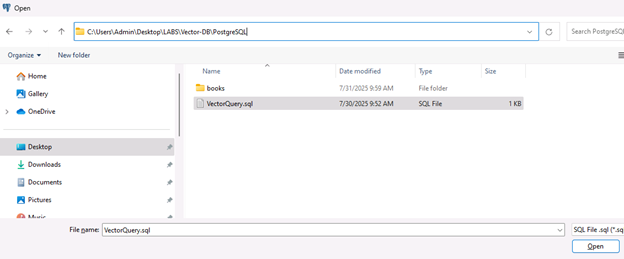 Open
C:\Users\Admin\Desktop\LABS\Vector-DB\PostgreSQL
Search PostgreSQ
Organize New folder
Name Date modified Type Size
Home
Gallery
OneDrive
Desktop
Downloads
Documents
Pictures
Music
books 7/31/2025 9:59 AM File folder
VectorQuery.sql 7/30/2025 9:52 AM SQL File 1 KB
File name: VectorQuery.sql SQL File .sql (*.sq
Open